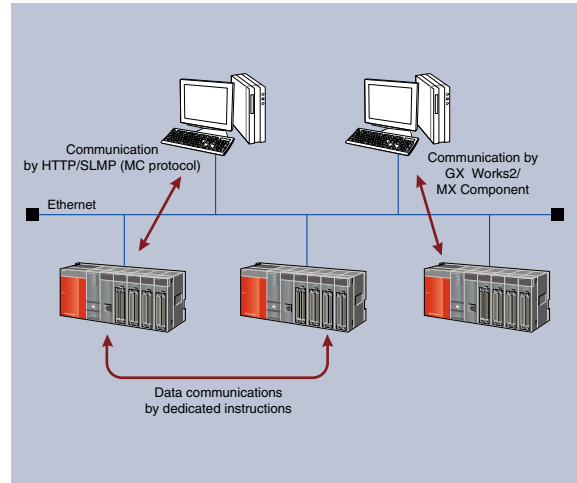 Communication
by HTTP/SLMP (MC protocol)
Communication by
GX Works2/
MX Component
Ethernet
Data communications
by dedicated instructions